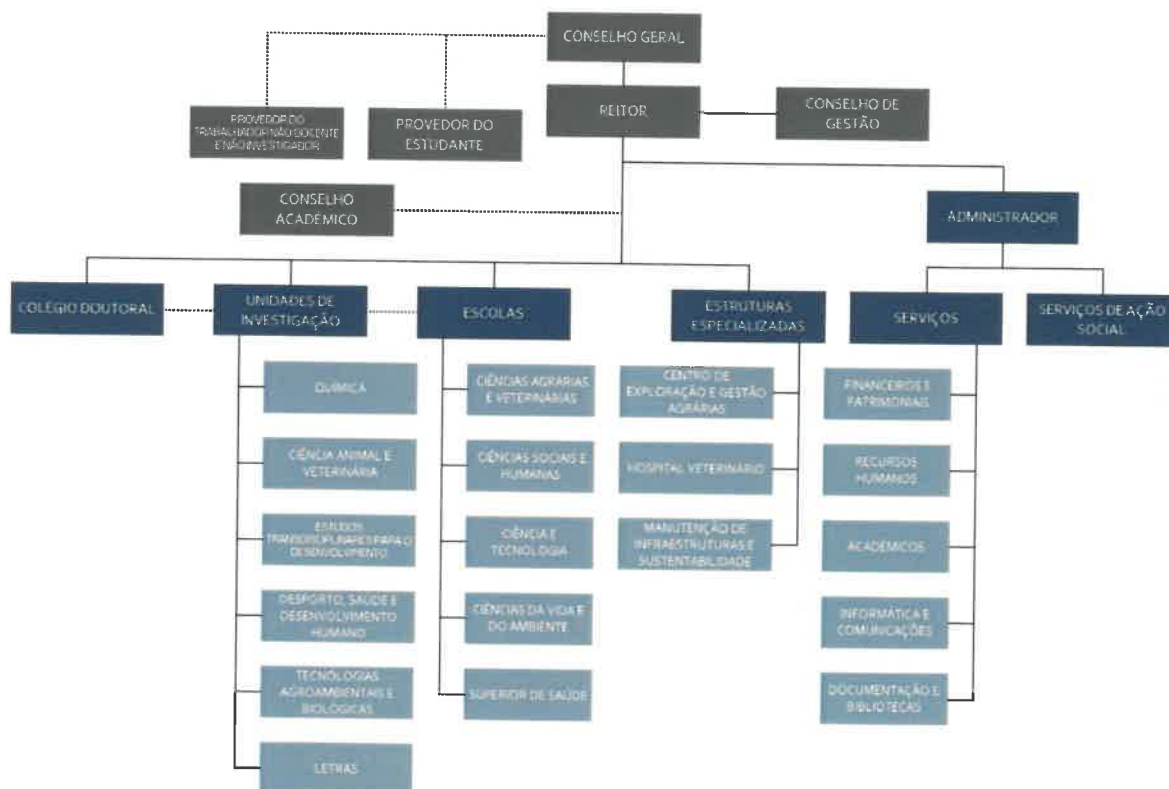 CONSELHO GERAL
REITOR
CONSELHO DE
GESTÃO
PROVEDOR DO
TRABALHADOR NÃO DOCENTE
E NÃO INVESTIGADOR
PROVEDOR DO
ESTUDANTE
CONSELHO
ACADÉMICO
ADMINISTRADOR
COLÉGIO DOUTORAL
UNIDADES DE
INVESTIGAÇÃO
ESCOLAS
ESTRUTURAS
ESPECIALIZADAS
SERVIÇOS
SERVIÇOS DE AÇÃO
SOCIAL
QUÍMICA
CIÊNCIA ANIMAL E
VETERINÁRIA
ESTUDOS
TRANSDISCIPLINARES PARA O
DESENVOLVIMENTO
DESPORTO, SAÚDE E
DESENVOLVIMENTO
HUMANO
TECNOLOGIAS
AGROAMBIENTAIS E
BIOLÓGICAS
LETRAS
CIÊNCIAS AGRÁRIAS
E VETERINÁRIAS
CIÊNCIAS SOCIAIS E
HUMANAS
CIÊNCIA E
TECNOLOGIA
CIÊNCIAS DA VIDA E
DO AMBIENTE
SUPERIOR DE SAÚDE
CENTRO DE
EXPLORAÇÃO E GESTÃO
AGRÁRIAS
HOSPITAL VETERINÁRIO
MANUTENÇÃO DE
INFRAESTRUTURAS E
SUSTENTABILIDADE
FINANCEIROS E
PATRIMONIAIS
RECURSOS
HUMANOS
ACADÉMICOS
INFORMÁTICA E
COMUNICAÇÕES
DOCUMENTAÇÃO E
BIBLIOTECAS